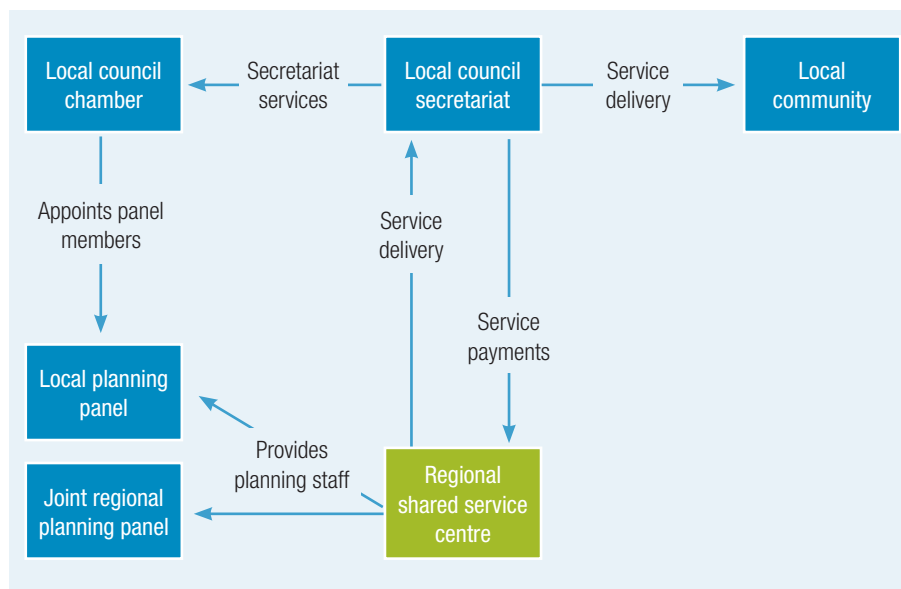 Local council
chamber
Secretariat
services
Local council
secretariat
Service
delivery
Local
community
Appoints panel
members
Service
delivery
Service
payments
Local planning
panel
Provides
planning staff
Joint regional
planning panel
Regional
shared service
centre